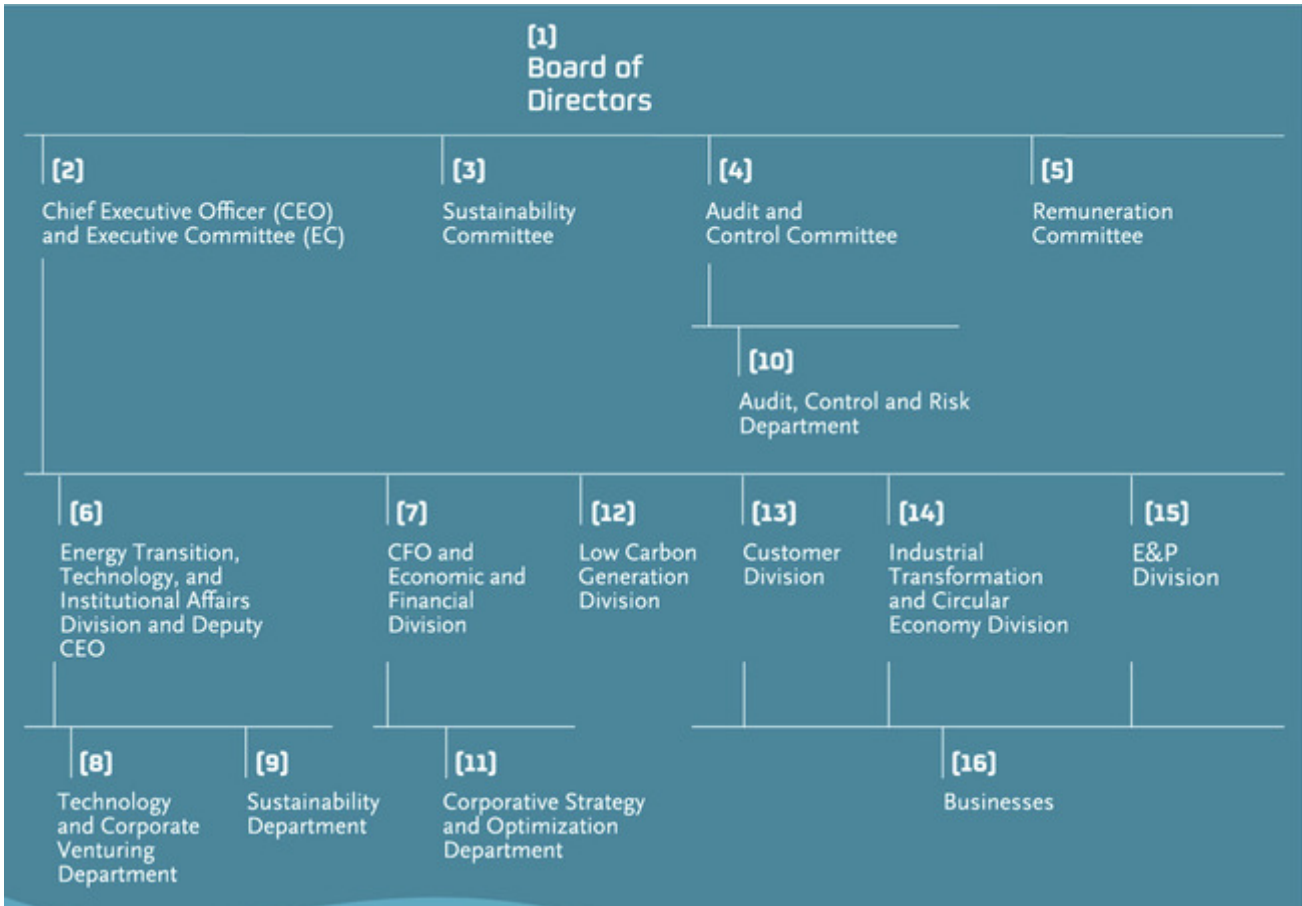 [1]
Board of
Directors
[2]
Chief Executive Officer (CEO)
and Executive Committee (EC)
[3]
Sustainability
Committee
[4]
Audit and
Control Committee
[5]
Remuneration
Committee
[10]
Audit, Control and Risk
Department
[6]
Energy Transition,
Technology, and
Institutional Affairs
Division and Deputy
CEO
[7]
CFO and
Economic and
Financial
Division
[12]
Low Carbon
Generation
Division
[13]
Customer
Division
[14]
Industrial
Transformation
and Circular
Economy Division
[15]
E&P
Division
[8]
Technology
and Corporate
Venturing
Department
[9]
Sustainability
Department
[11]
Corporative Strategy
and Optimization
Department
[16]
Businesses